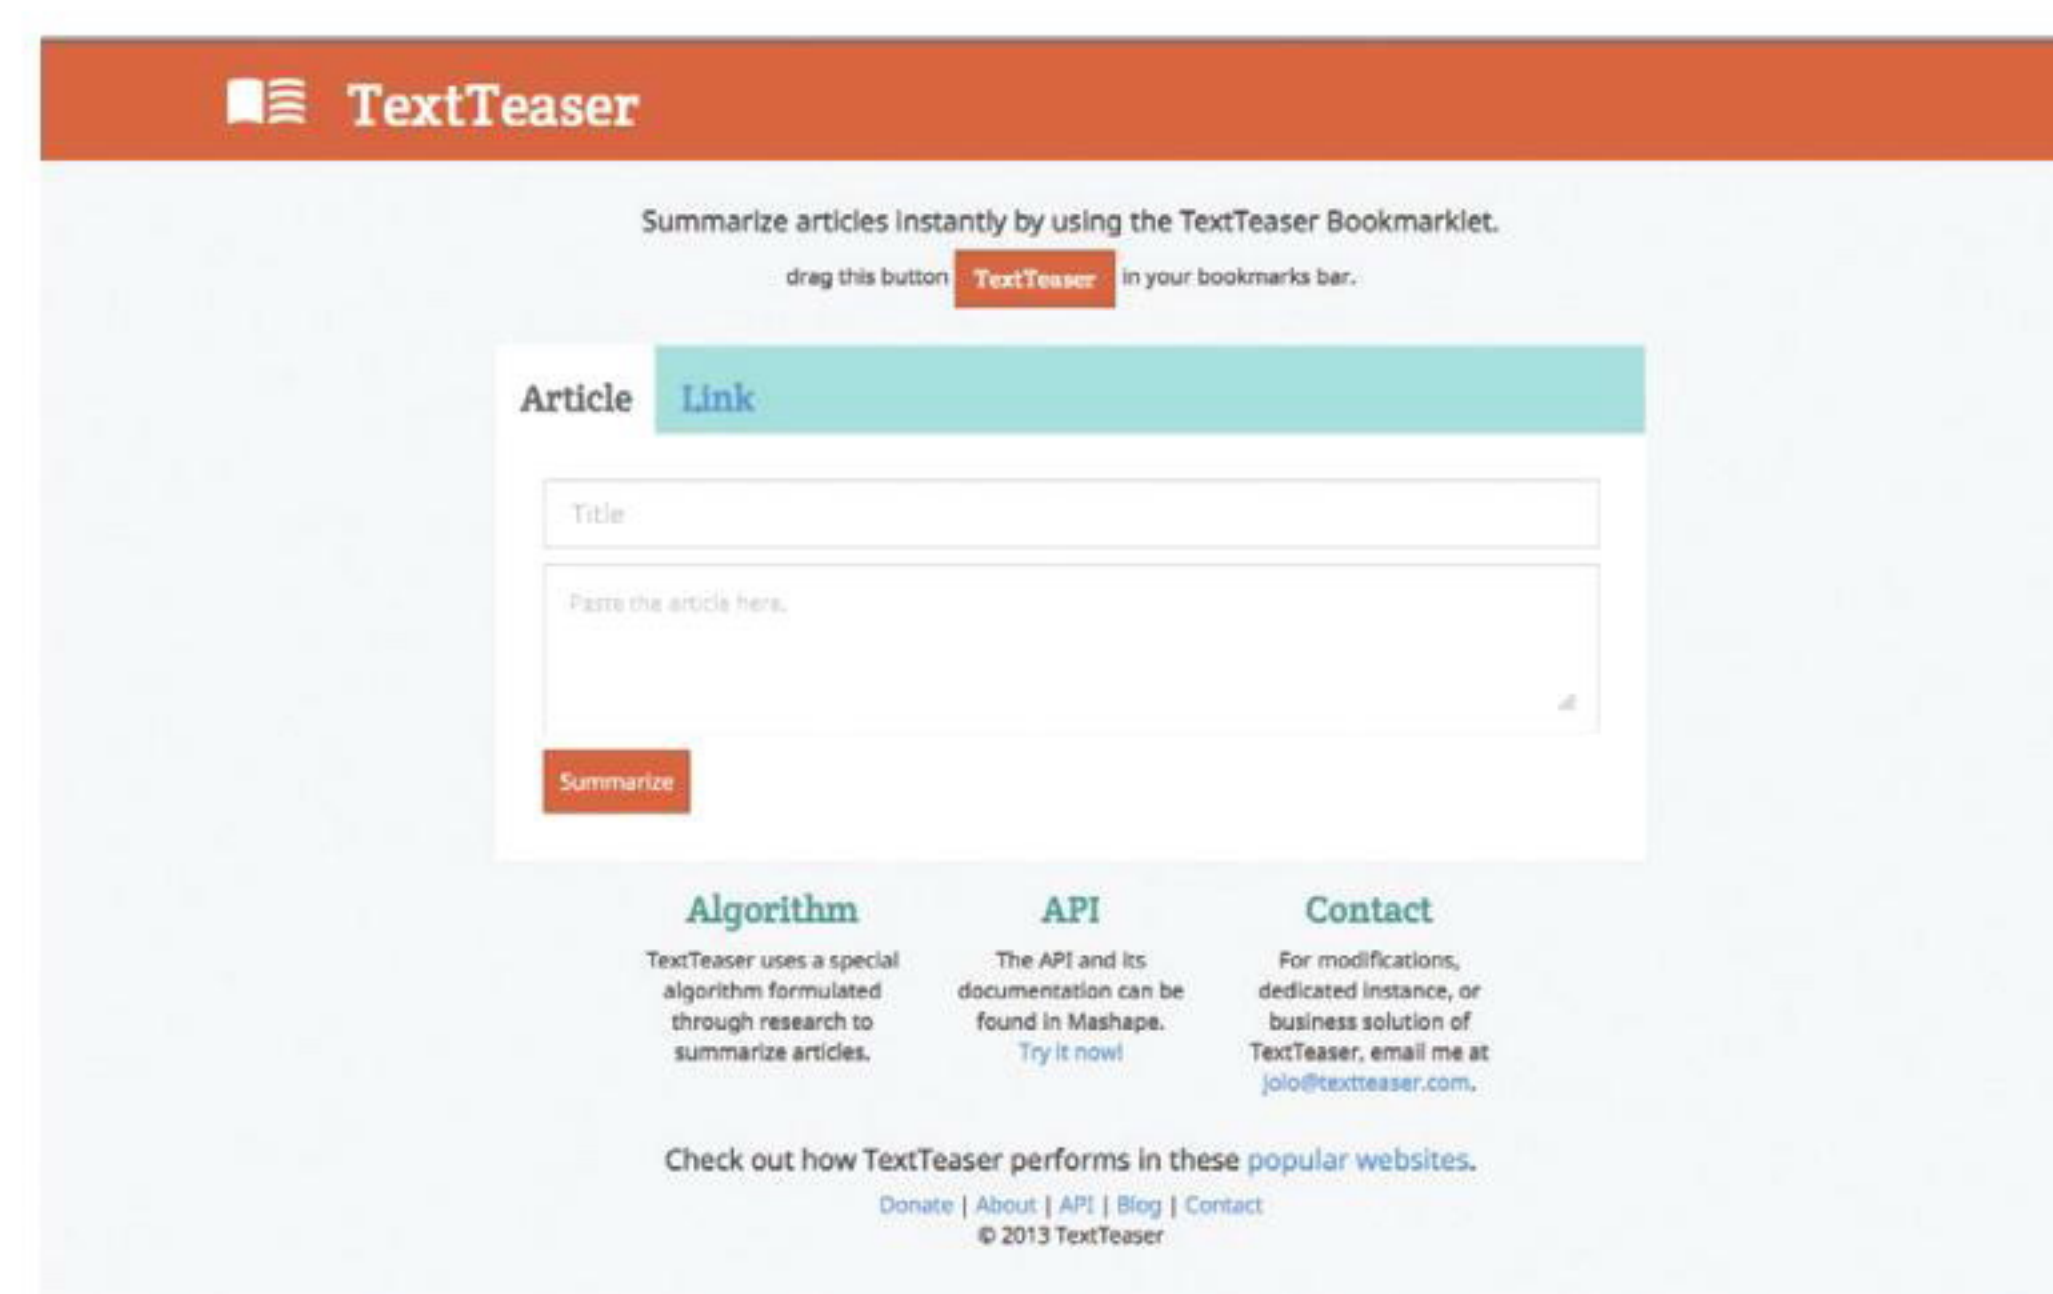 TextTeaser
Summarize articles instantly by using the TextTeaser Bookmarklet.
drag this button TextTeaser in your bookmarks bar.
Article Link
Title
Paste the article here.
Summarize
Algorithm
TextTeaser uses a special
algorithm formulated
through research to
summarize articles.
API
The API and its
documentation can be
found in Mashape.
Try it now!
Contact
For modifications,
dedicated instance, or
business solution of
TextTeaser, email me at
jolo@textteaser.com.
Check out how TextTeaser performs in these popular websites.
Donate | About | API | Blog | Contact
© 2013 TextTeaser